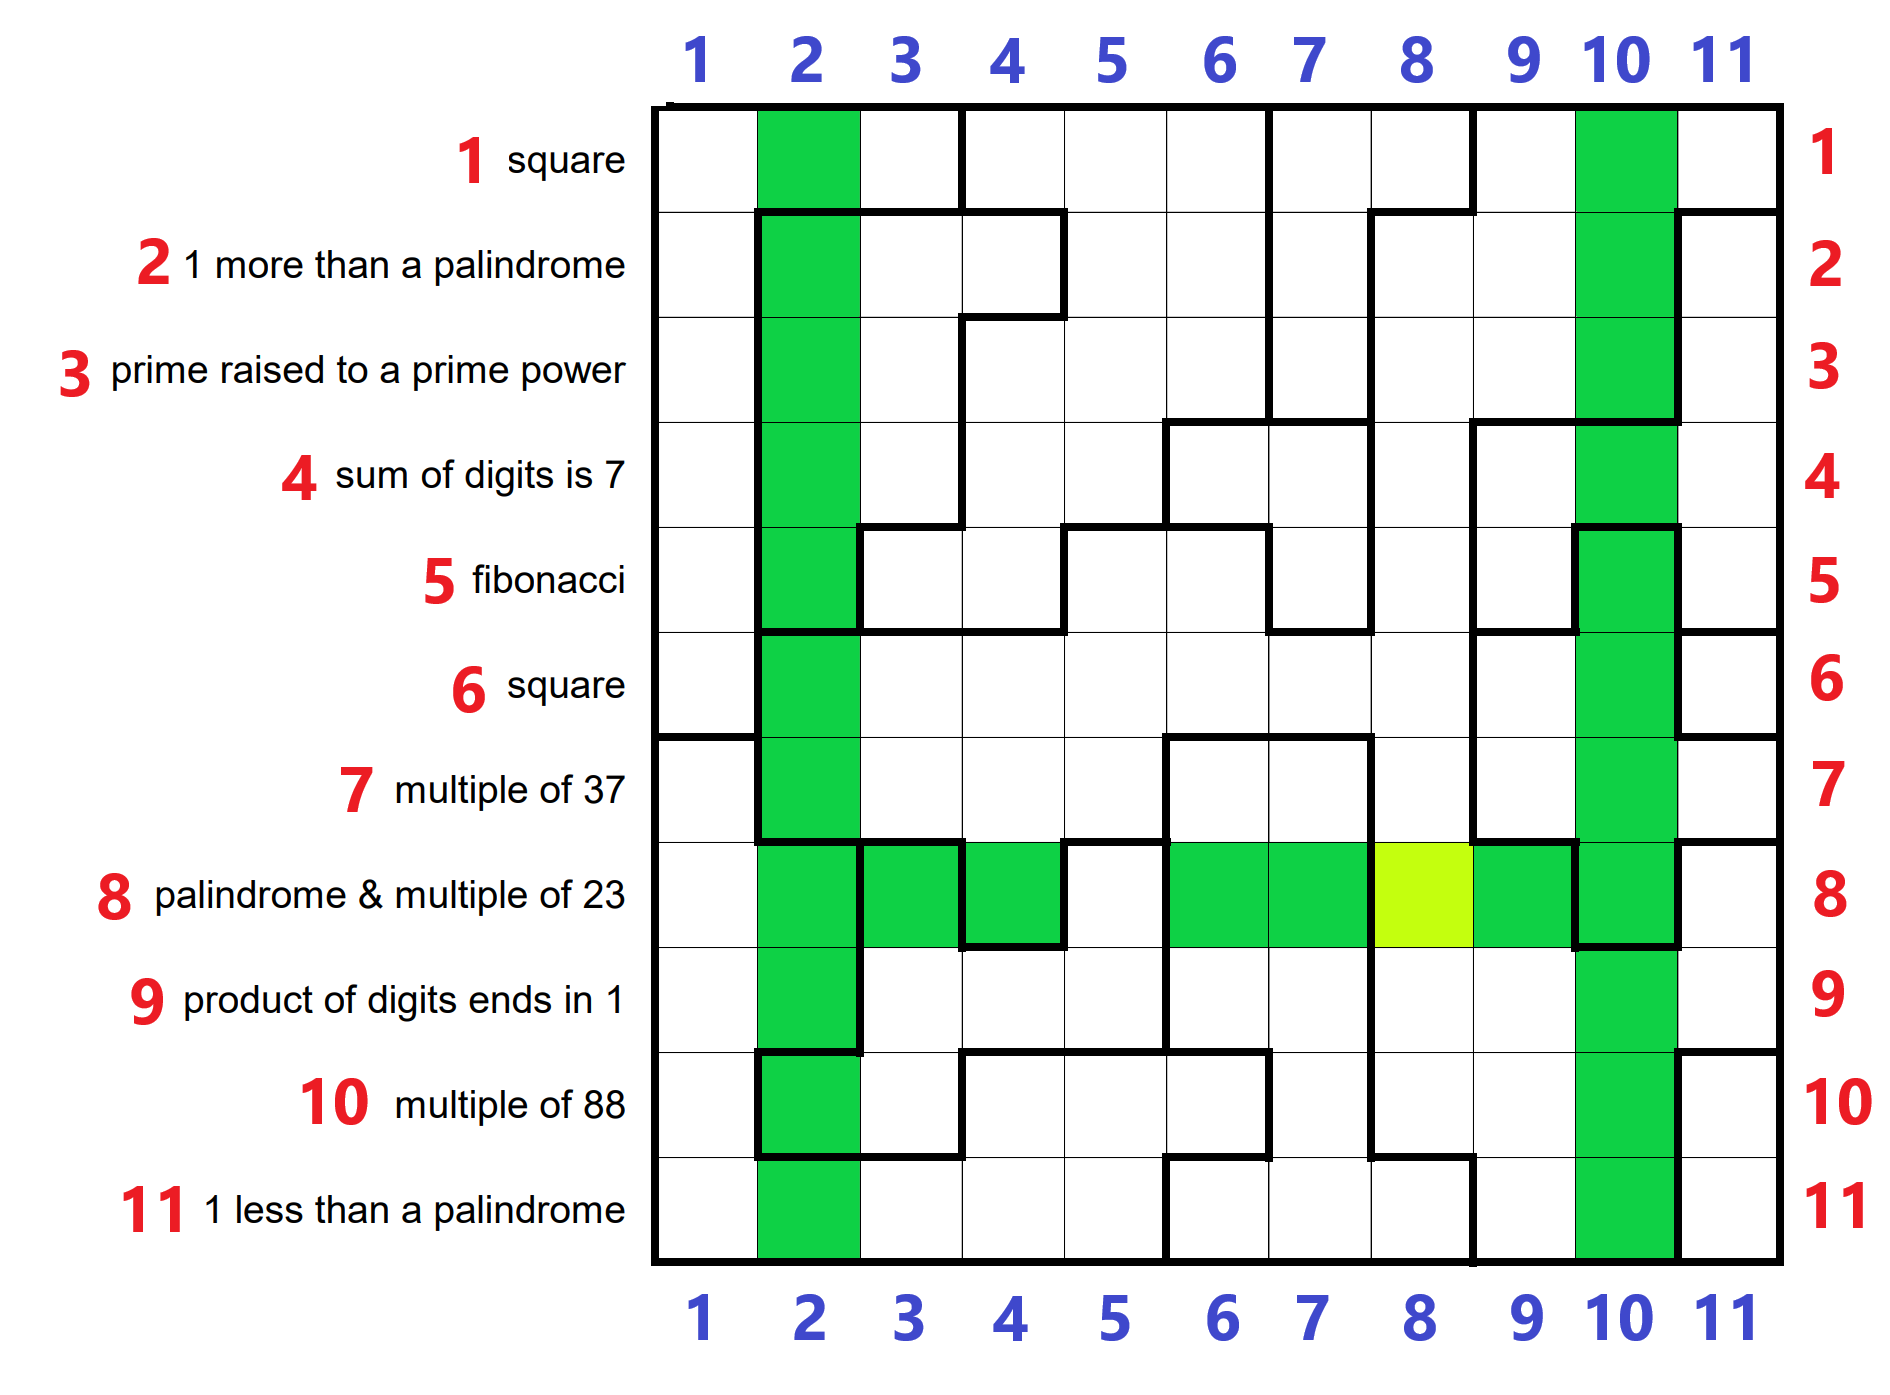 1 2 3 4 5 6 7 8 9 10 11
1 square 1
2 1 more than a palindrome 2
3 prime raised to a prime power 3
4 sum of digits is 7 4
5 fibonacci 5
6 square 6
7 multiple of 37 7
8 palindrome & multiple of 23 8
9 product of digits ends in 1 9
10 multiple of 88 10
11 1 less than a palindrome 11
1 2 3 4 5 6 7 8 9 10 11